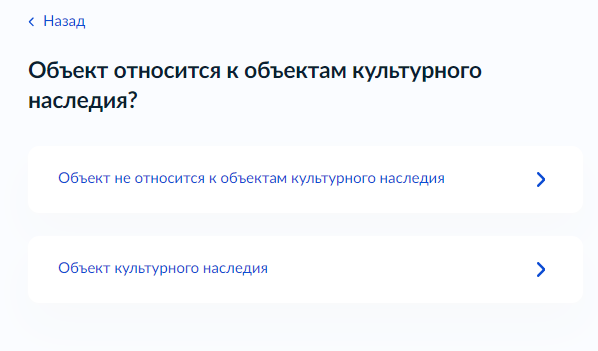 Назад
Объект относится к объектам культурного
наследия?
Объект не относится к объектам культурного наследия
Объект культурного наследия